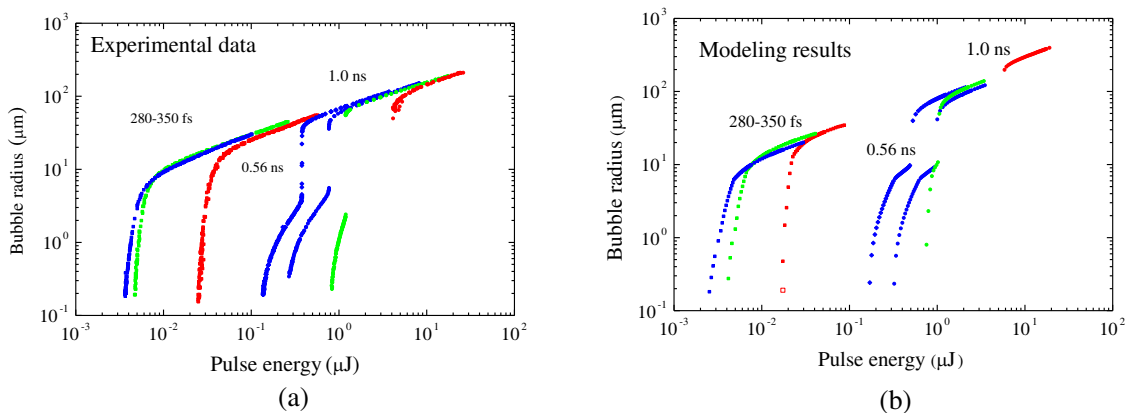 Experimental data
1.0 ns
280-350 fs
0.56 ns
Bubble radius (μm)
10³
10²
10¹
10⁰
10⁻¹
10⁻³
10⁻²
10⁻¹
10⁰
10¹
10²
Pulse energy (μJ)
(a)
Modeling results
1.0 ns
280-350 fs
0.56 ns
Bubble radius (μm)
10³
10²
10¹
10⁰
10⁻¹
10⁻³
10⁻²
10⁻¹
10⁰
10¹
10²
Pulse energy (μJ)
(b)